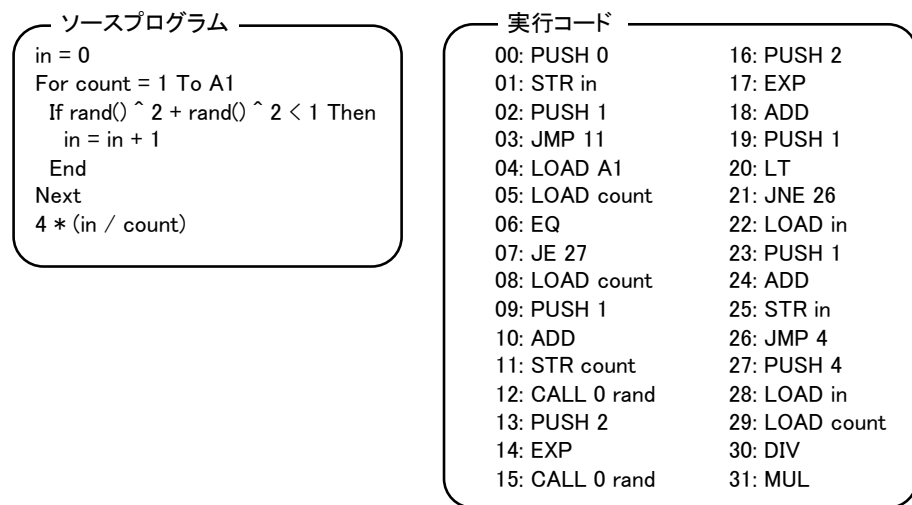 ソースプログラム
in = 0
For count = 1 To A1
If rand() ^ 2 + rand() ^ 2 < 1 Then
in = in + 1
End
Next
4 * (in / count)
実行コード
00: PUSH 0
01: STR in
02: PUSH 1
03: JMP 11
04: LOAD A1
05: LOAD count
06: EQ
07: JE 27
08: LOAD count
09: PUSH 1
10: ADD
11: STR count
12: CALL 0 rand
13: PUSH 2
14: EXP
15: CALL 0 rand
16: PUSH 2
17: EXP
18: ADD
19: PUSH 1
20: LT
21: JNE 26
22: LOAD in
23: PUSH 1
24: ADD
25: STR in
26: JMP 4
27: PUSH 4
28: LOAD in
29: LOAD count
30: DIV
31: MUL